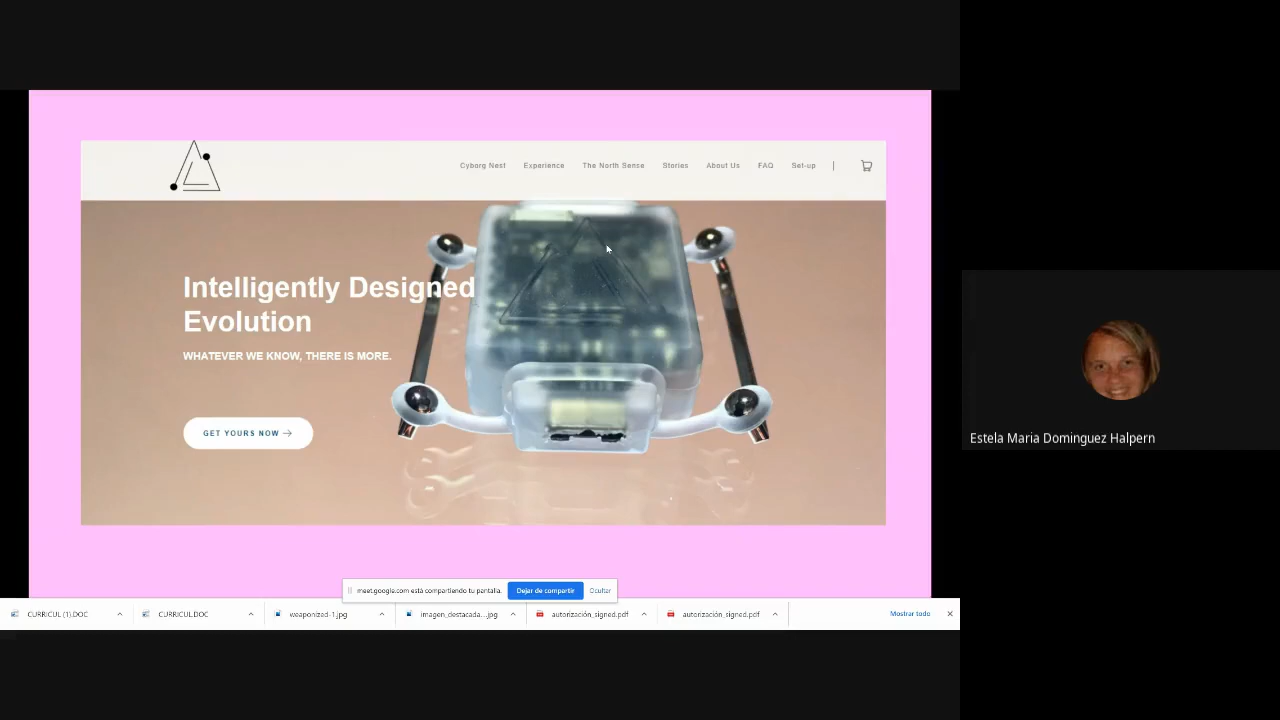 Cyborg Nest Experience The North Sense Stories About Us FAQ Set-up |
Intelligently Designed
Evolution
WHATEVER WE KNOW, THERE IS MORE.
GET YOURS NOW →
Estela Maria Dominguez Halpern
meet.google.com está compartiendo tu pantalla. Dejar de compartir Ocultar
CURRICUL (1).DOC CURRICUL.DOC weaponized-1.jpg imagen_destacada....jpg autorización_signed.pdf autorización_signed.pdf Mostrar todo